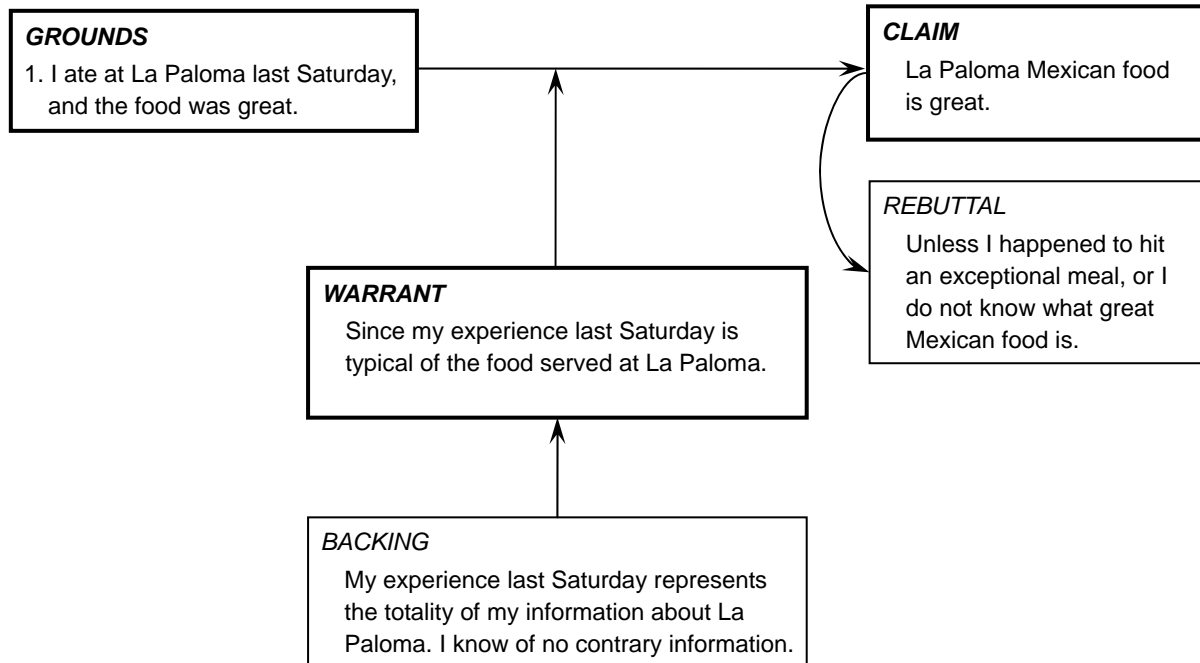 GROUNDS
1. I ate at La Paloma last Saturday,
and the food was great.
CLAIM
La Paloma Mexican food
is great.
REBUTTAL
Unless I happened to hit
an exceptional meal, or I
do not know what great
Mexican food is.
WARRANT
Since my experience last Saturday is
typical of the food served at La Paloma.
BACKING
My experience last Saturday represents
the totality of my information about La
Paloma. I know of no contrary information.